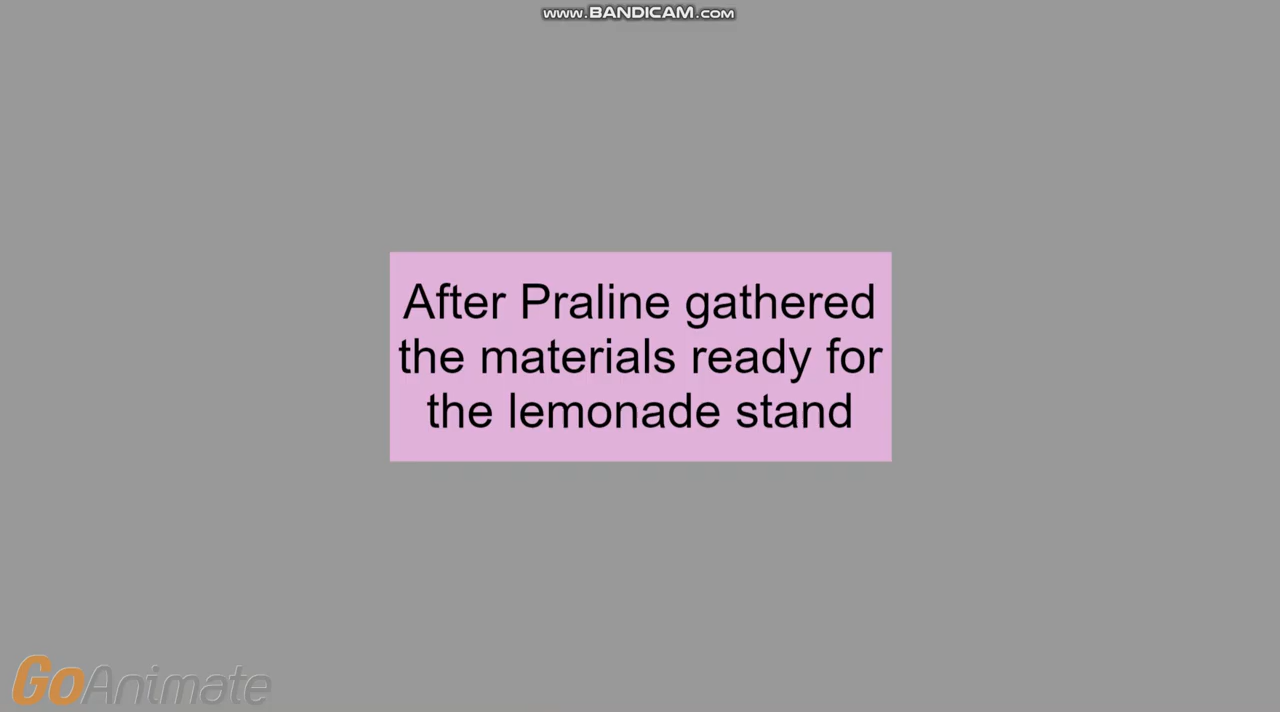 www.BANDICAM.com
After Praline gathered
the materials ready for
the lemonade stand
GoAnimate